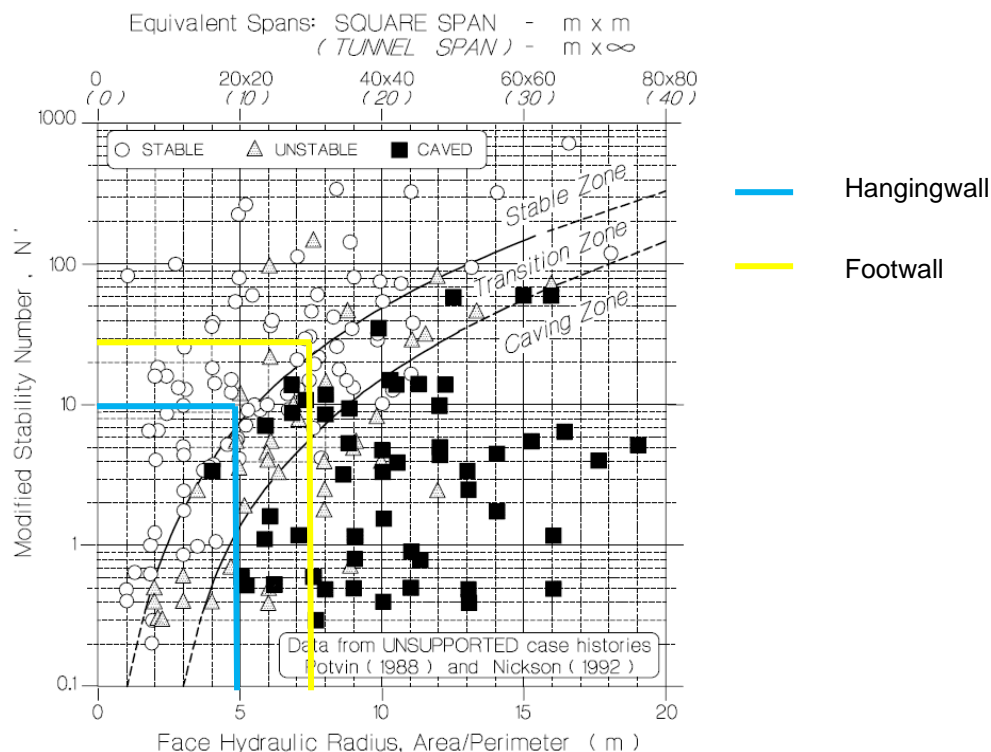 Equivalent Spans: SQUARE SPAN - m x m
( TUNNEL SPAN ) - m x ∞
0 20x20 40x40 60x60 80x80
( 0 ) ( 10 ) ( 20 ) ( 30 ) ( 40 )
1000
STABLE UNSTABLE CAVED
Stable Zone
Hangingwall
100
Transition Zone
Footwall
Caving Zone
Modified Stability Number, N'
10
1
Data from UNSUPPORTED case histories
Potvin ( 1988 ) and Nickson ( 1992 )
0.1
0 5 10 15 20
Face Hydraulic Radius, Area/Perimeter ( m )